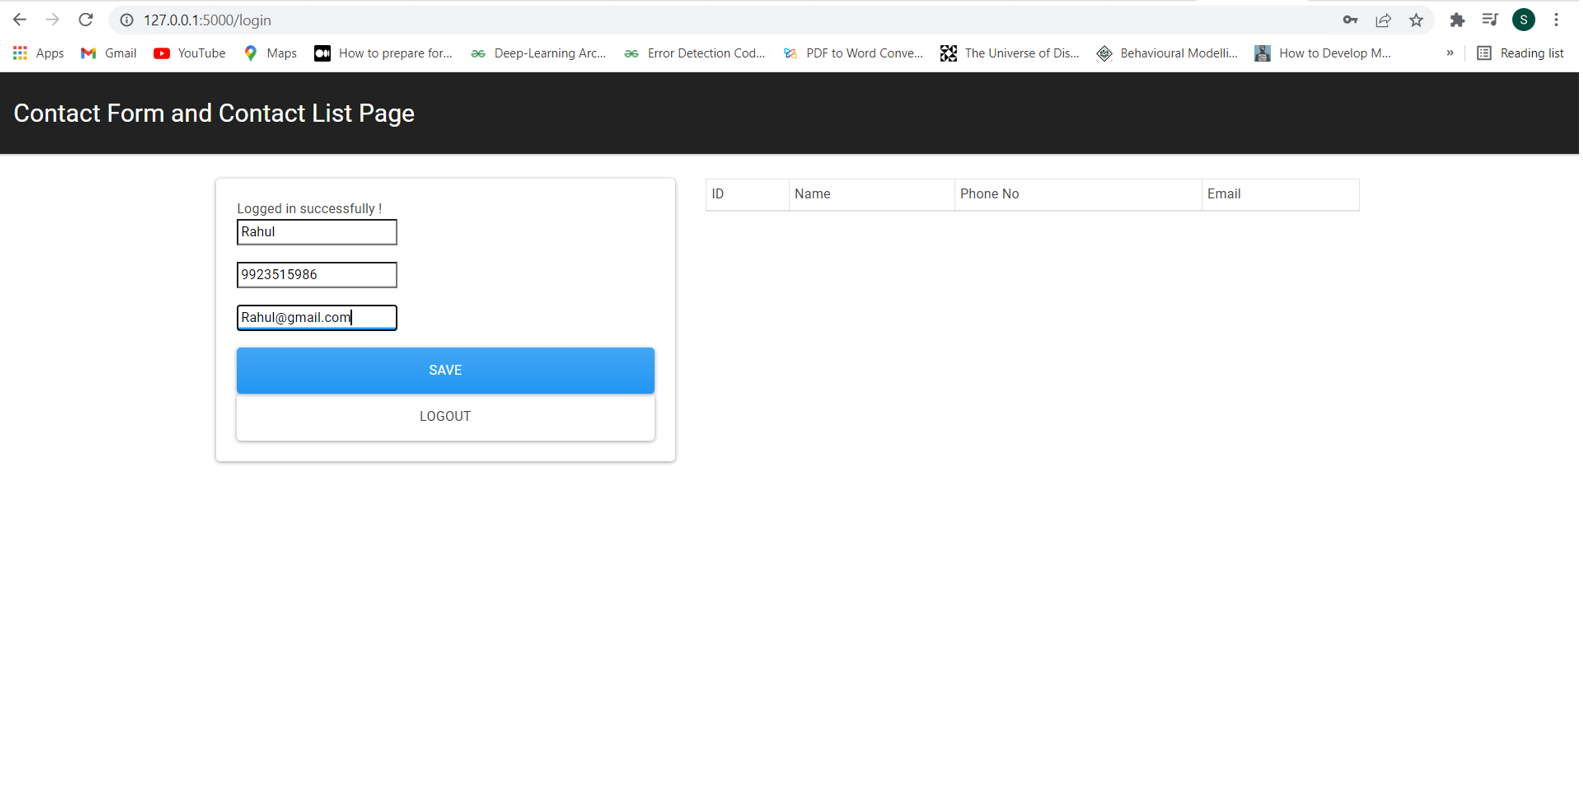 127.0.0.1:5000/login
S
Apps Gmail YouTube Maps How to prepare for... Deep-Learning Arc... Error Detection Cod... PDF to Word Conve... The Universe of Dis... Behavioural Modelli... How to Develop M... » Reading list
Contact Form and Contact List Page
Logged in successfully !
Rahul
9923515986
Rahul@gmail.com
SAVE
LOGOUT
ID Name Phone No Email